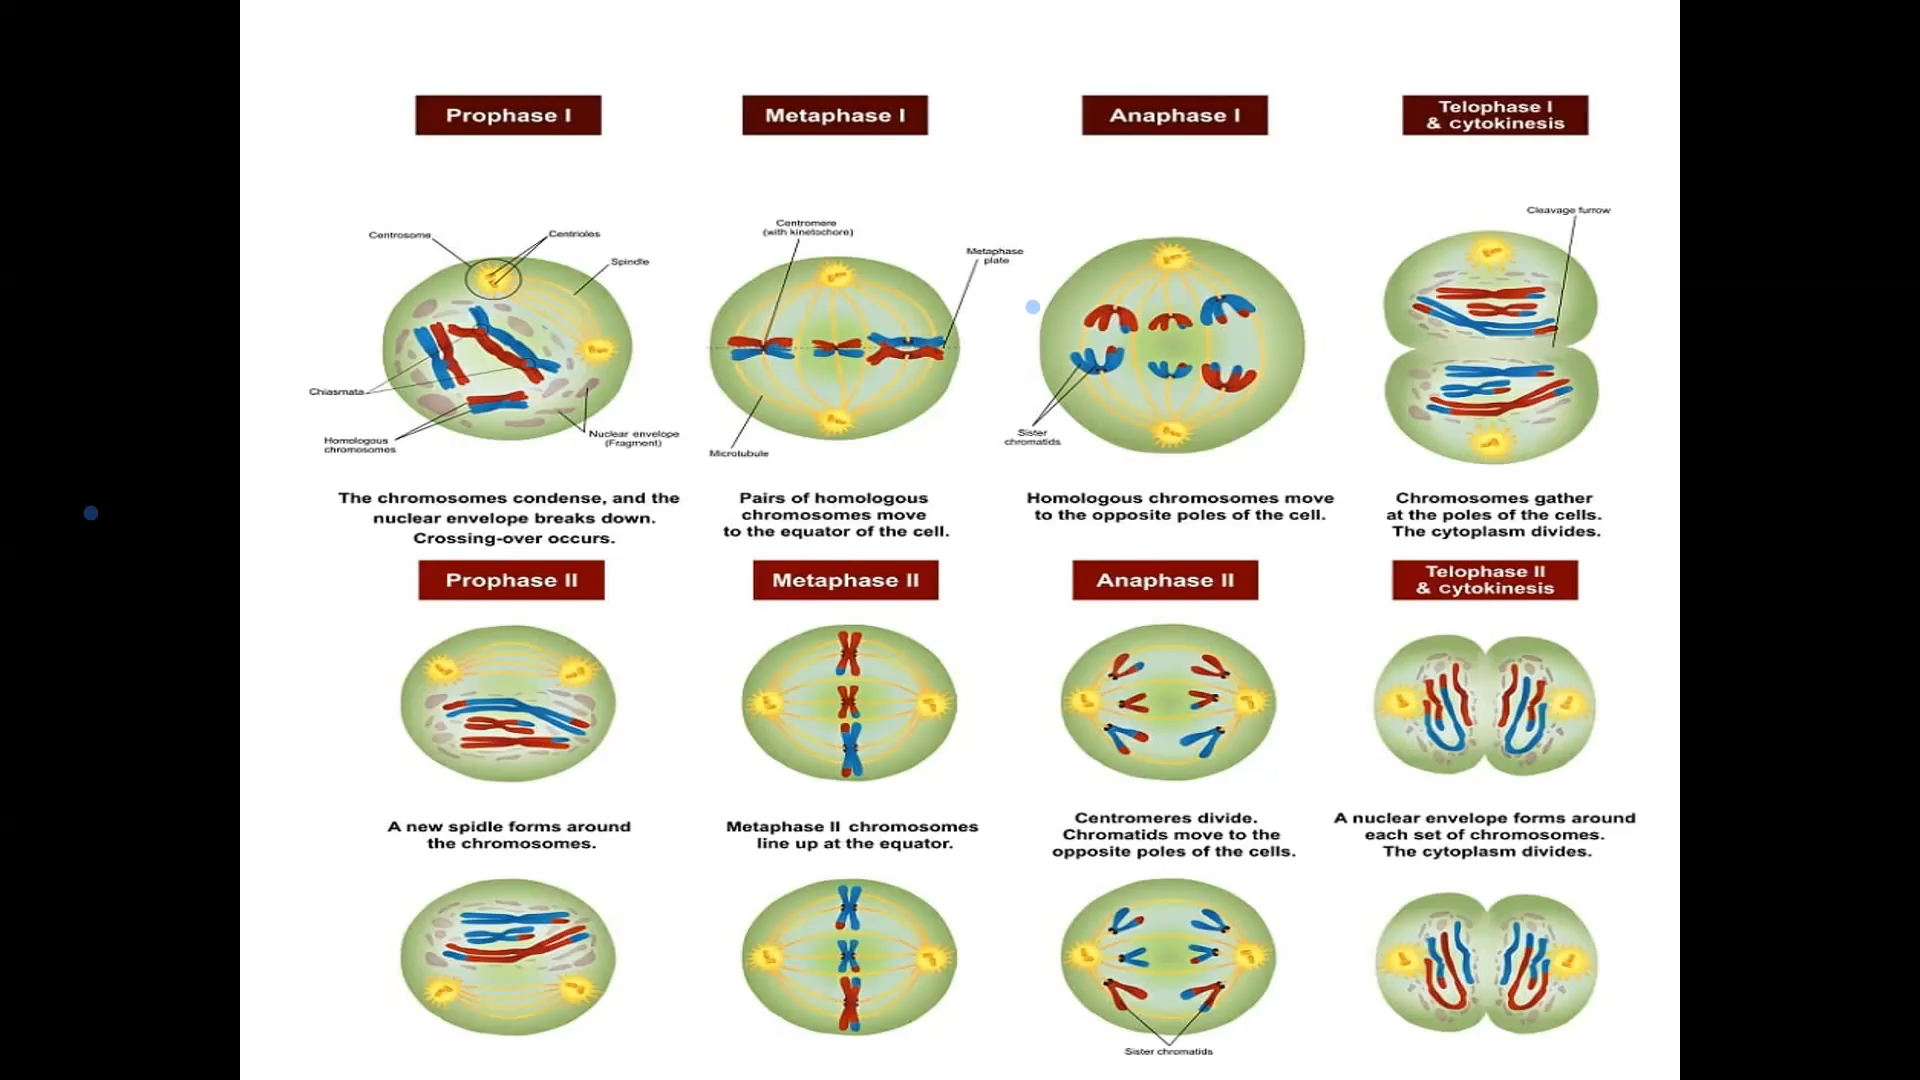 Prophase I
Metaphase I
Anaphase I
Telophase I
& Cytokinesis
Centrosome
Centrioles
Spindle
Chiasmata
Homologous
chromosomes
Nuclear envelope
(Fragment)
Centromere
(with kinetochore)
Metaphase
plate
Microtubule
Sister
chromatids
Cleavage furrow
The chromosomes condense, and the
nuclear envelope breaks down.
Crossing-over occurs.
Pairs of homologous
chromosomes move
to the equator of the cell.
Homologous chromosomes move
to the opposite poles of the cell.
Chromosomes gather
at the poles of the cells.
The cytoplasm divides.
Prophase II
Metaphase II
Anaphase II
Telophase II
& Cytokinesis
A new spidle forms around
the chromosomes.
Metaphase II chromosomes
line up at the equator.
Centromeres divide.
Chromatids move to the
opposite poles of the cells.
A nuclear envelope forms around
each set of chromosomes.
The cytoplasm divides.
Sister chromatids